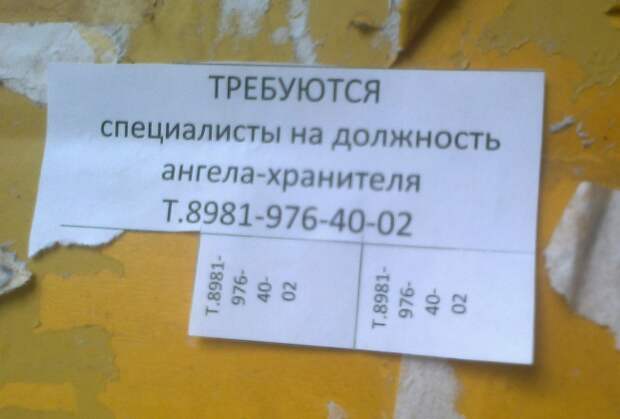 ТРЕБУЮТСЯ
специалисты на должность
ангела-хранителя
Т.8981-976-40-02
Т.8981-
976-
40-
02
Т.8981-
976-
40-
02